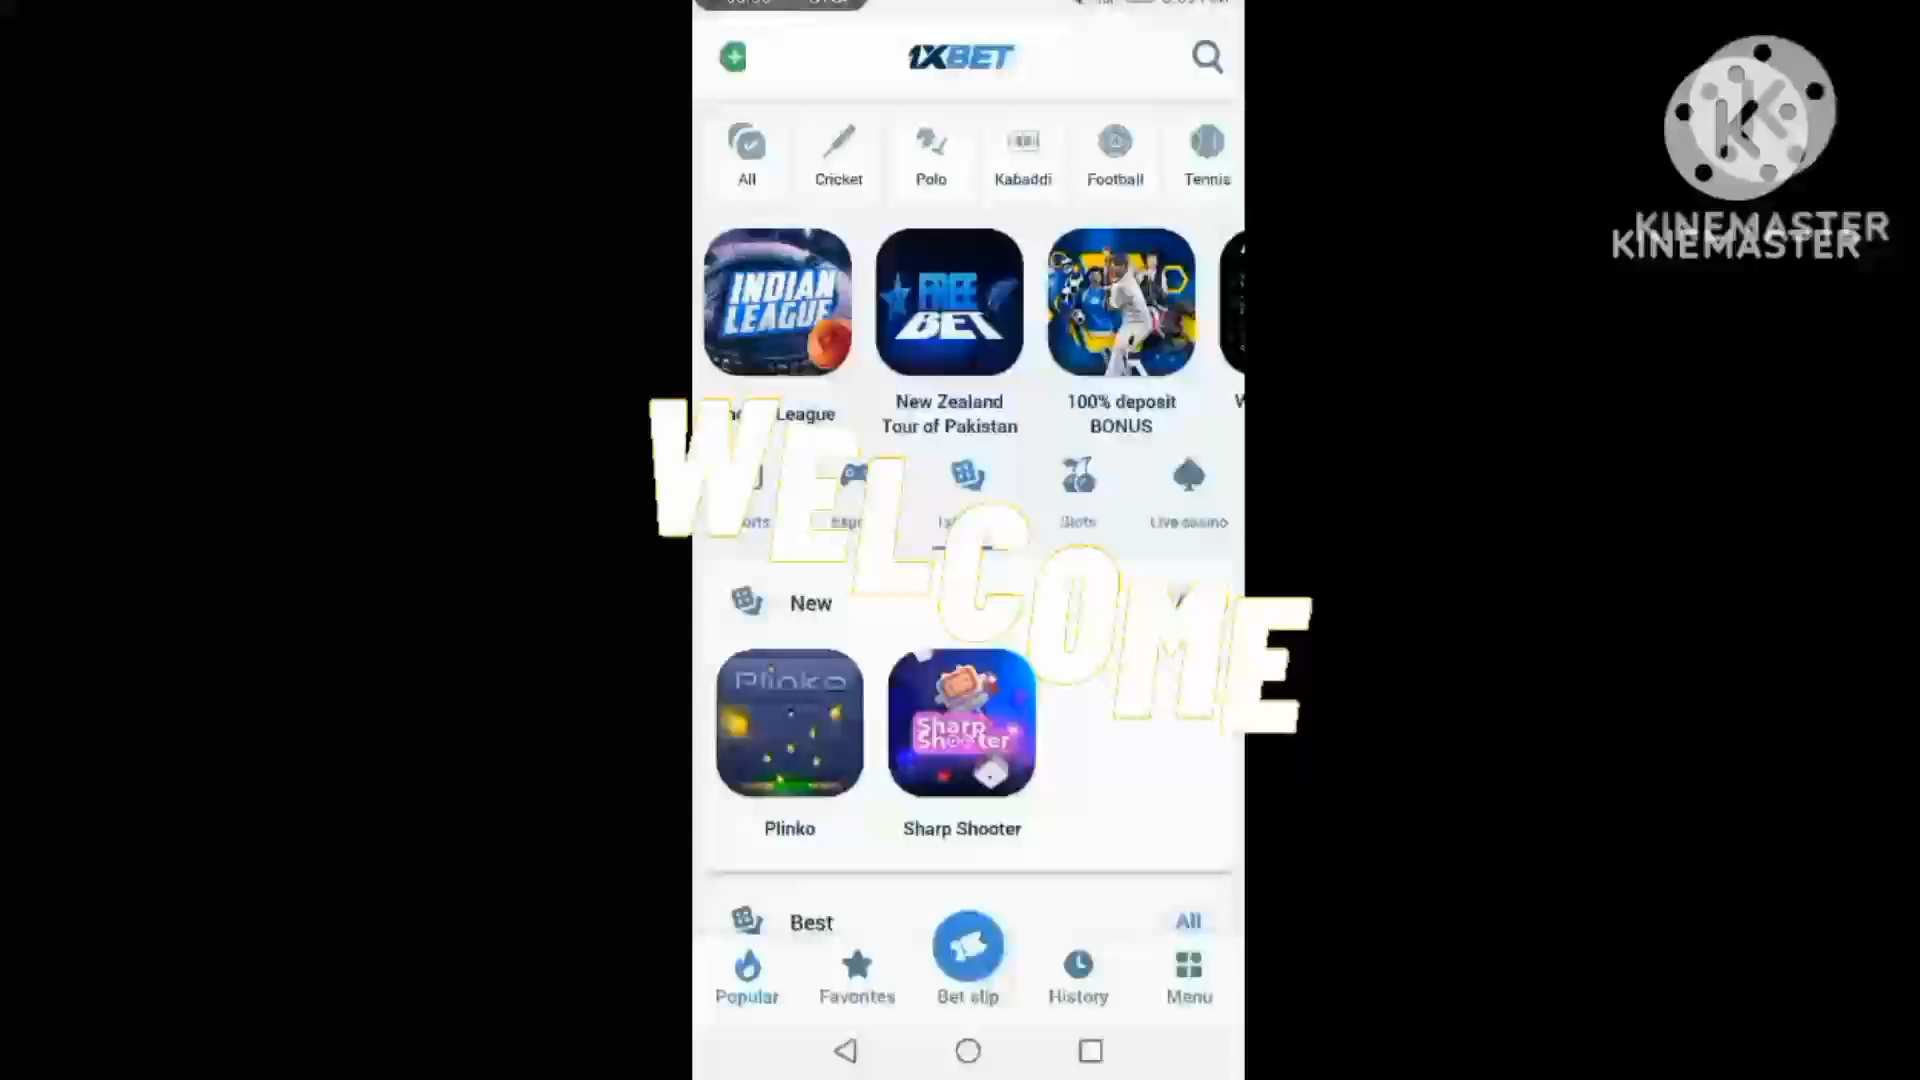 1XBET
All
Cricket
Polo
Kabaddi
Football
Tennis
KINEMASTER
KINEMASTER
INDIAN
LEAGUE
FREE
BET
League
New Zealand
Tour of Pakistan
100% deposit
BONUS
WELCOME
Slots
Live casino
New
Plinko
Sharp
Shooter
Plinko
Sharp Shooter
Best
All
Popular
Favorites
Bet slip
History
Menu